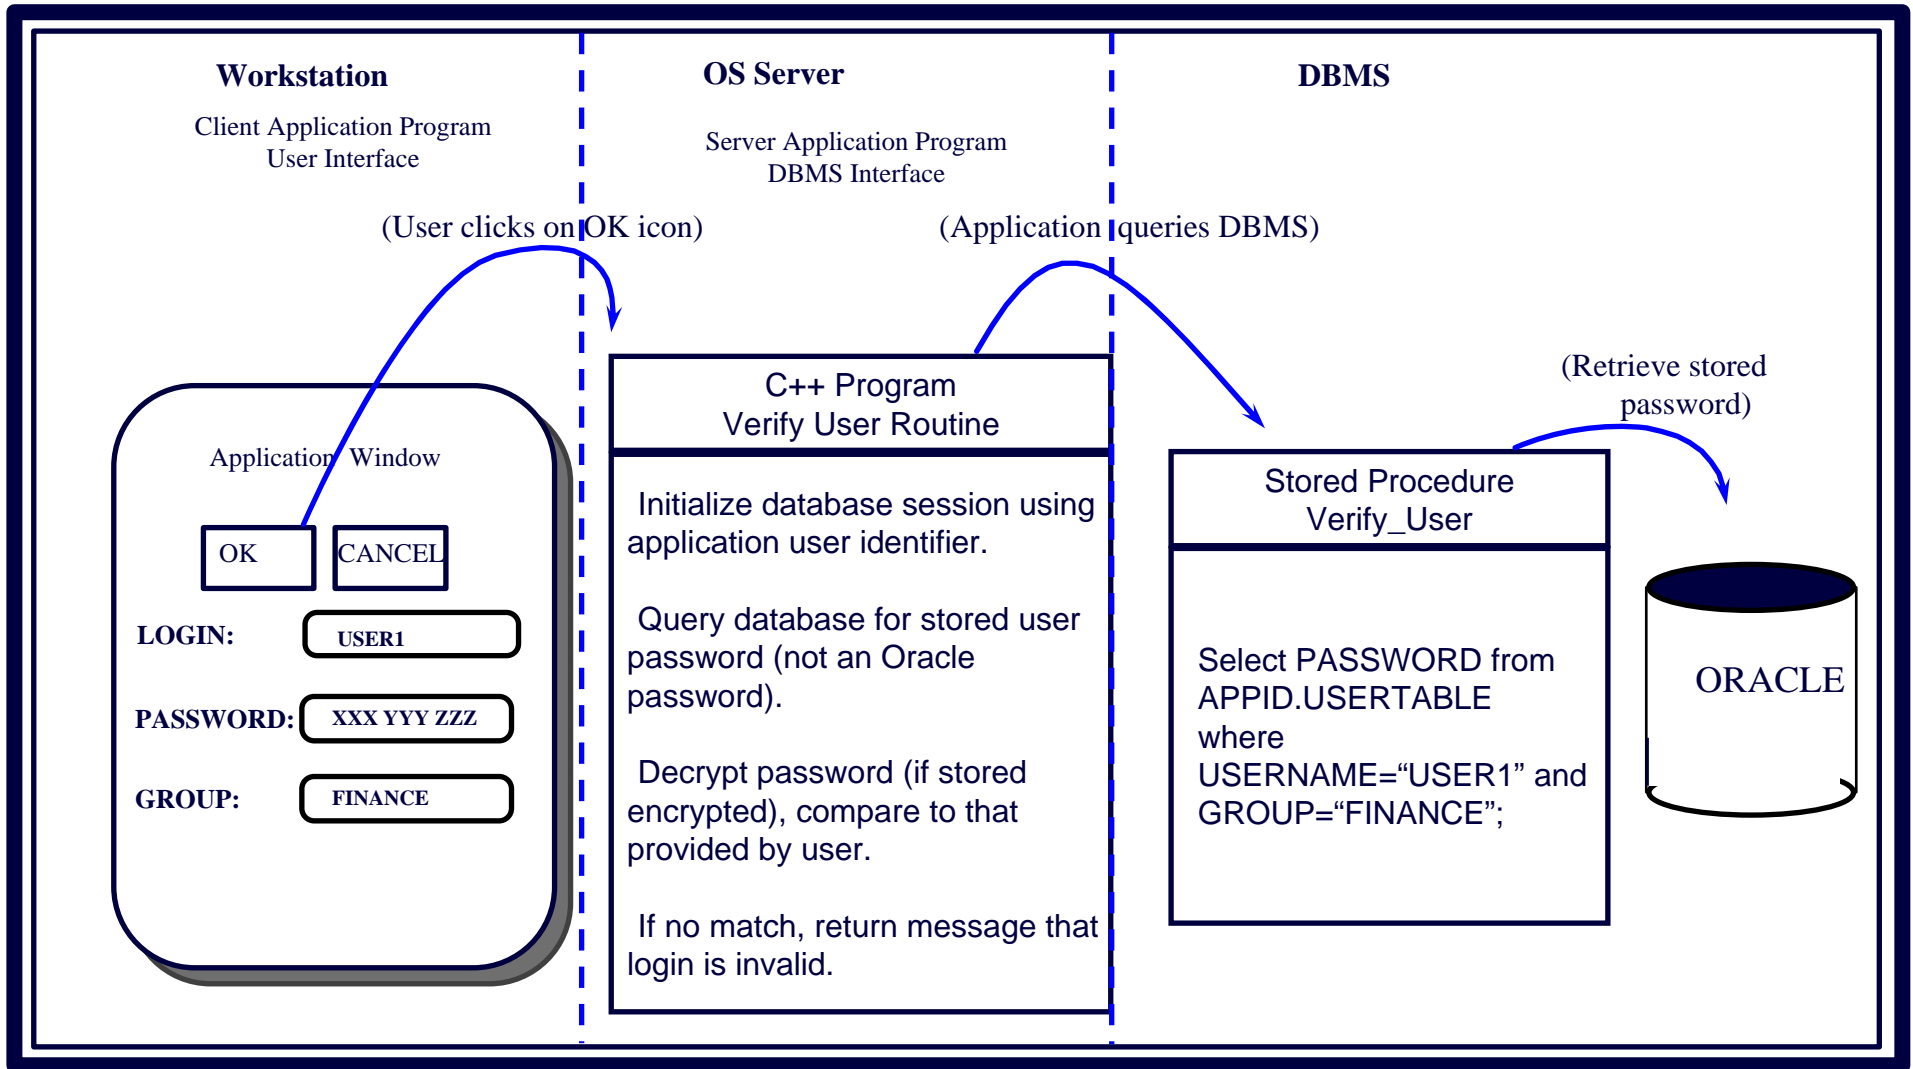 Workstation
Client Application Program
User Interface
OS Server
Server Application Program
DBMS Interface
DBMS
(User clicks on OK icon)
(Application queries DBMS)
(Retrieve stored
password)
Application Window
OK
CANCEL
LOGIN:
USER1
PASSWORD:
XXX YYY ZZZ
GROUP:
FINANCE
C++ Program
Verify User Routine
Initialize database session using
application user identifier.
Query database for stored user
password (not an Oracle
password).
Decrypt password (if stored
encrypted), compare to that
provided by user.
If no match, return message that
login is invalid.
Stored Procedure
Verify_User
Select PASSWORD from
APPID.USERTABLE
where
USERNAME=“USER1” and
GROUP=“FINANCE”;
ORACLE